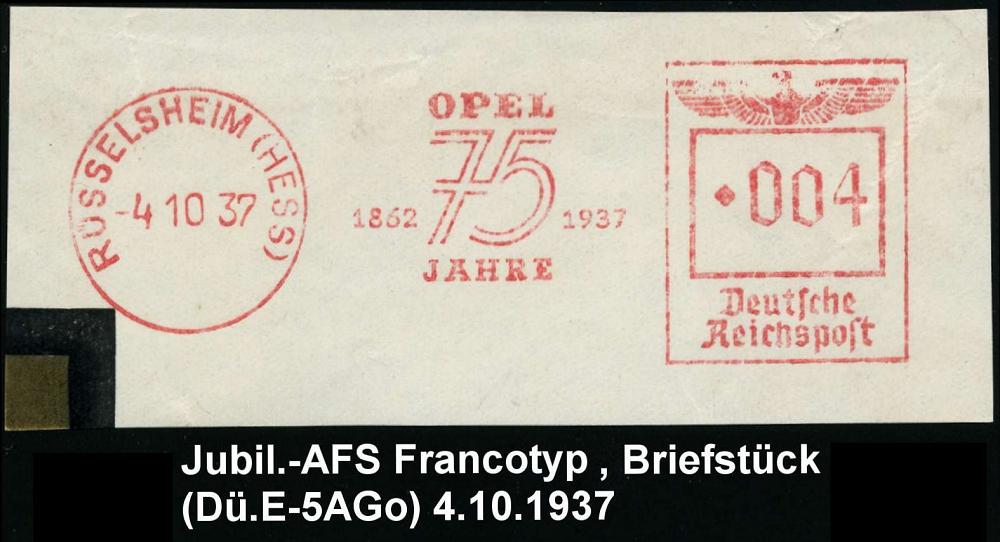 RÜSSELSHEIM (HESS)
-4 10 37
OPEL
75
1862 1937
JAHRE
004
Deutsche
Reichspost
Jubil.-AFS Francotyp , Briefstück
(Dü.E-5AGo) 4.10.1937